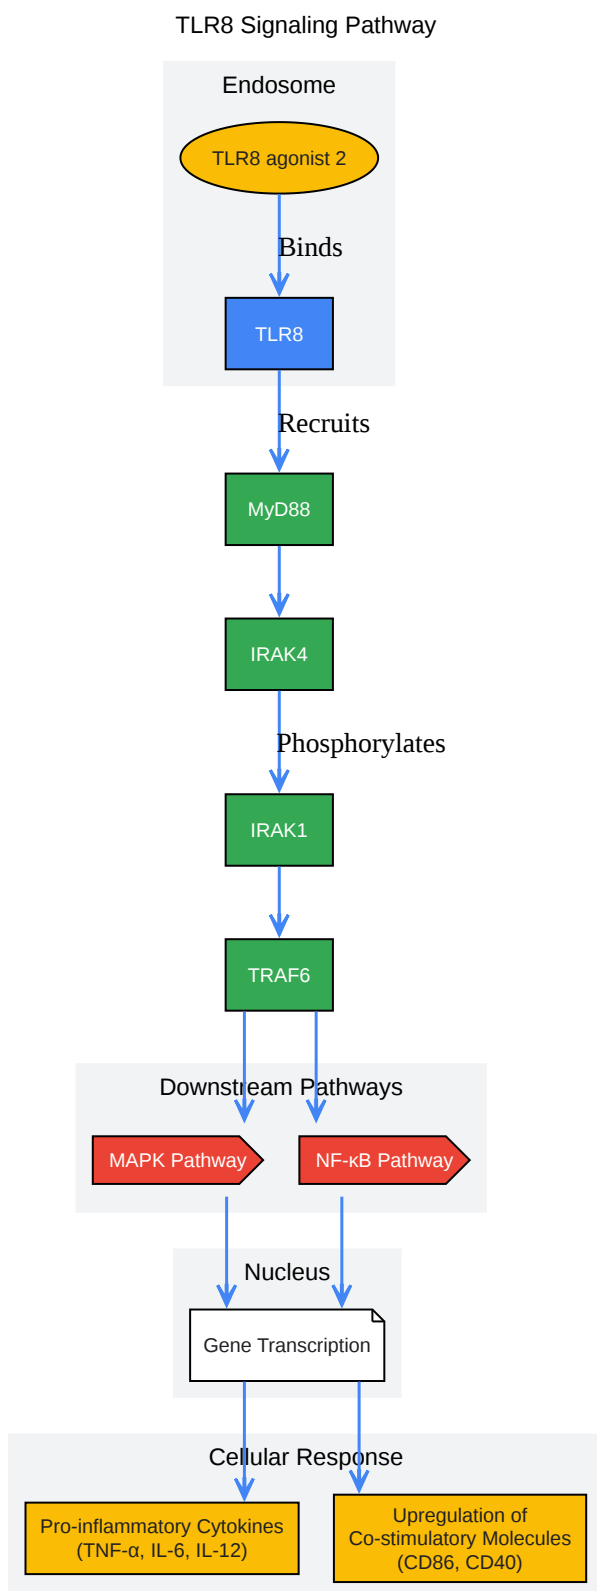 TLR8 Signaling Pathway
Endosome
TLR8 agonist 2
Binds
TLR8
Recruits
MyD88
IRAK4
Phosphorylates
IRAK1
TRAF6
Downstream Pathways
MAPK Pathway
NF-κB Pathway
Nucleus
Gene Transcription
Cellular Response
Pro-inflammatory Cytokines
(TNF-α, IL-6, IL-12)
Upregulation of
Co-stimulatory Molecules
(CD86, CD40)